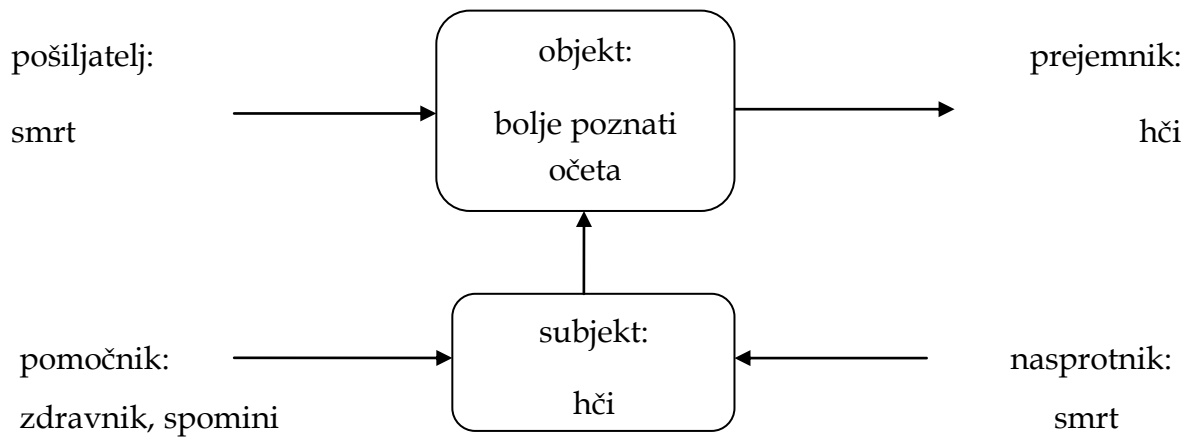 pošiljatelj:
smrt
objekt:
bolje poznati
očeta
prejemnik:
hči
pomočnik:
zdravnik, spomini
subjekt:
hči
nasprotnik:
smrt